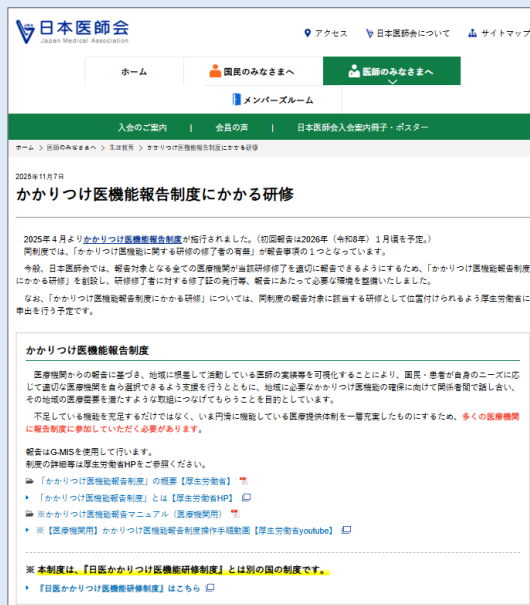 日本医師会
Japan Medical Association
アクセス 日本医師会について サイトマップ
ホーム 国民のみなさまへ 医師のみなさまへ
メンバーズルーム
入会のご案内 | 会員の声 | 日本医師会入会案内冊子・ポスター
ホーム > 医師のみなさまへ > 生涯教育 > かかりつけ医機能報告制度にかかる研修
2025年11月7日
かかりつけ医機能報告制度にかかる研修
2025年４月よりかかりつけ医機能報告制度が施行されました。（初回報告は2026年（令和8年）１月頃を予定。）
同制度では、「かかりつけ医機能に関する研修の修了者の有無」が報告事項の１つとなっています。
今般、日本医師会では、報告対象となる全ての医療機関が当該研修修了を適切に報告できるようにするため、「かかりつけ医機能報告制度
にかかる研修」を創設し、研修修了者に対する修了証の発行等、報告にあたって必要な環境を整備いたしました。
なお、「かかりつけ医機能報告制度にかかる研修」については、同制度の報告対象に該当する研修として位置付けられるよう厚生労働省に
申出を行う予定です。
かかりつけ医機能報告制度
医療機関からの報告に基づき、地域に根差して活動している医師の実績等を可視化することにより、国民・患者が自身のニーズに応
じて適切な医療機関を自ら選択できるよう支援を行うとともに、地域に必要なかかりつけ医機能の確保に向けて関係者間で話し合い、
その地域の医療需要を満たすような取組につなげてもらうことを目的としています。
不足している機能を充足するだけではなく、いま円滑に機能している医療提供体制を一層充実したものにするため、多くの医療機関
に報告制度に参加していただく必要があります。
報告はG-MISを使用して行います。
制度の詳細等は厚生労働省HPをご参照ください。
「かかりつけ医機能報告制度」の概要【厚生労働省】
「かかりつけ医機能報告制度」とは【厚生労働省HP】
※かかりつけ医機能報告マニュアル（医療機関用）
※【医療機関用】かかりつけ医機能報告制度操作手順動画【厚生労働省youtube】
※ 本制度は、『日医かかりつけ医機能研修制度』とは別の国の制度です。
『日医かかりつけ医機能研修制度』はこちら